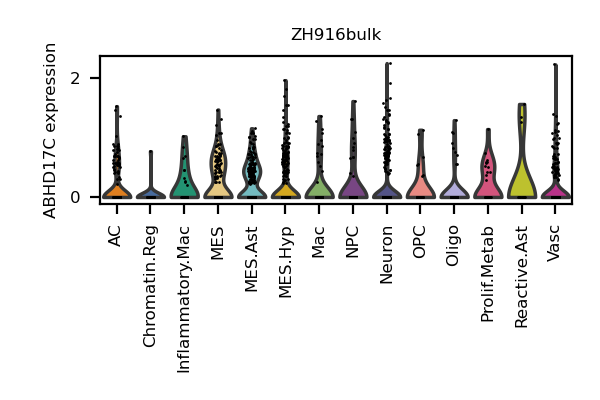 ZH916bulk
ABHD17C expression
2
0
AC
Chromatin.Reg
Inflammatory.Mac
MES
MES.Ast
MES.Hyp
Mac
NPC
Neuron
OPC
Oligo
Prolif.Metab
Reactive.Ast
Vasc